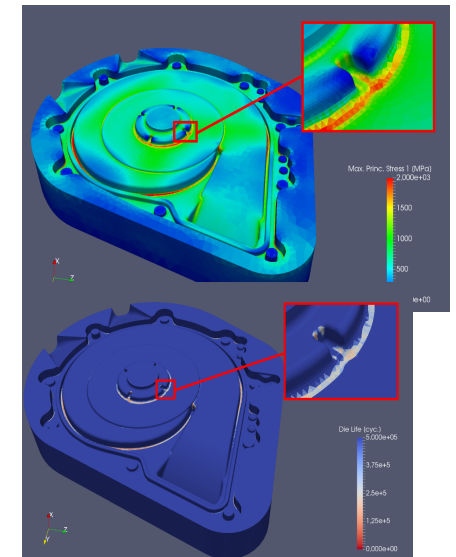 Max. Princ. Stress 1 (MPa)
2,000e+03
1500
1000
500
le+00
X
Z
Die Life (cyc.)
5,000e+05
3,75e+5
2,5e+5
1,25e+5
0,000e+00
X
Z
Y